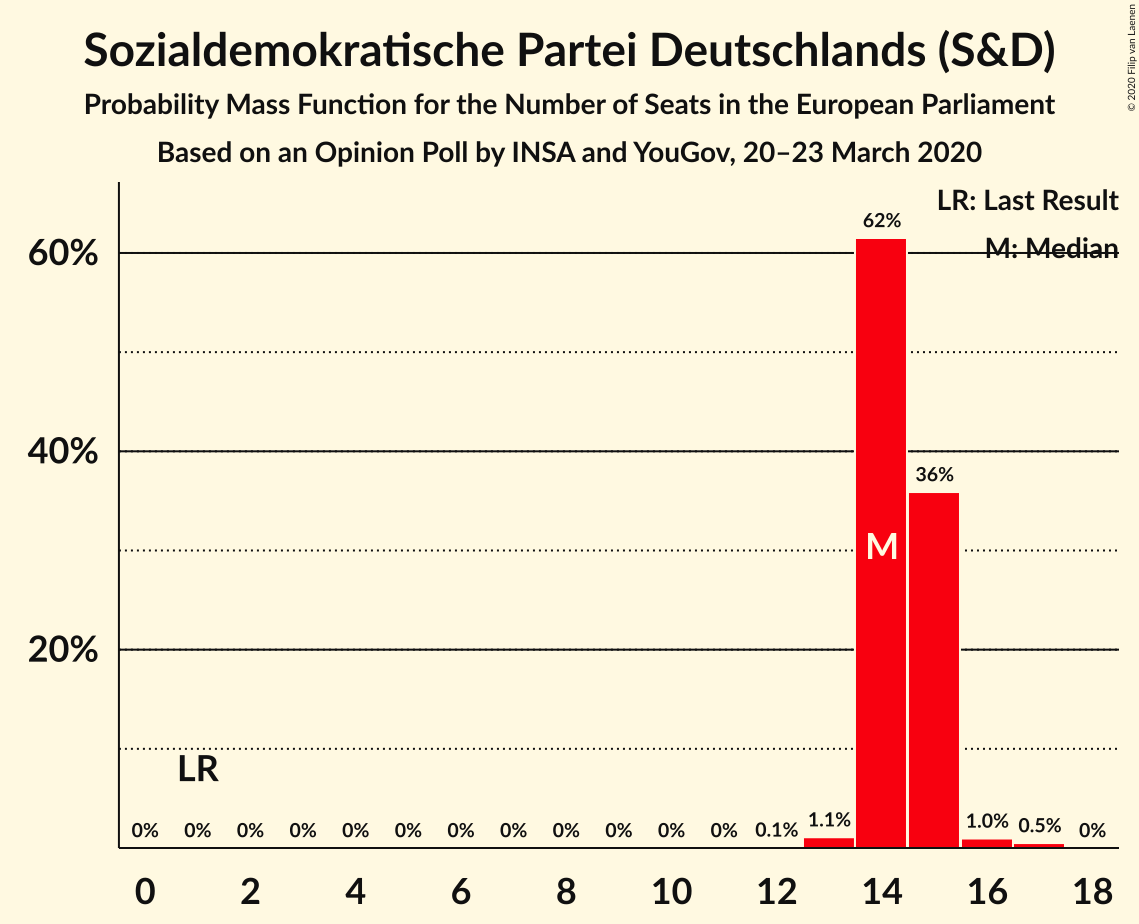 Sozialdemokratische Partei Deutschlands (S&D)
Probability Mass Function for the Number of Seats in the European Parliament
Based on an Opinion Poll by INSA and YouGov, 20–23 March 2020
© 2020 Filip van Laenen
LR: Last Result
M: Median
62%
60%
40%
36%
M
20%
LR
0% 0% 0% 0% 0% 0% 0% 0% 0% 0% 0% 0% 0.1% 1.1% 1.0% 0.5% 0%
0 2 4 6 8 10 12 14 16 18